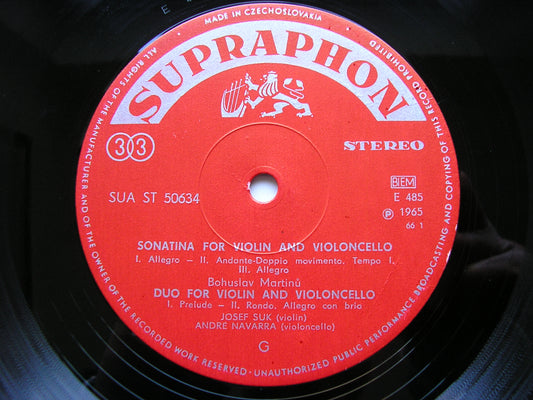 MADE IN CZECHOSLOVAKIA
ALL RIGHTS OF THE MANUFACTURER AND OF THE OWNER OF THE RECORDED WORK RESERVED - UNAUTHORIZED PUBLIC PERFORMANCE, BROADCASTING AND COPYING OF THIS RECORD PROHIBITED
SUPRAPHON
33
STEREO
SUA ST 50634
BIEM
E 485
Ⓟ 1965
66 1
SONATINA FOR VIOLIN AND VIOLONCELLO
I. Allegro — II. Andante-Doppio movimento. Tempo I.
III. Allegro
Bohuslav Martinů
DUO FOR VIOLIN AND VIOLONCELLO
I. Prelude — II. Rondo. Allegro con brio
JOSEF SUK (violin)
ANDRÉ NAVARRA (violoncello)
G